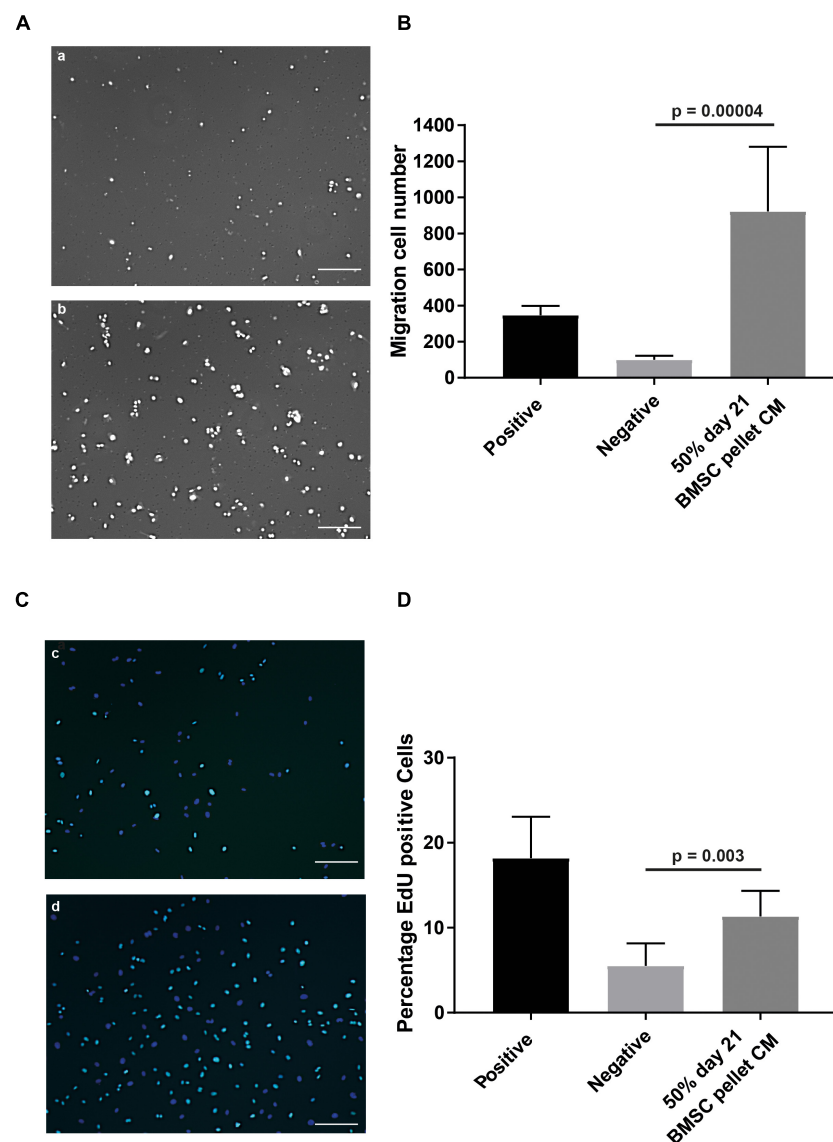 A
a
b
B
p = 0.00004
Migration cell number
1400
1200
1000
800
600
400
200
0
Positive
Negative
50% day 21
BMSC pellet CM
C
c
d
D
Percentage EdU positive Cells
30
20
10
0
p = 0.003
Positive
Negative
50% day 21
BMSC pellet CM